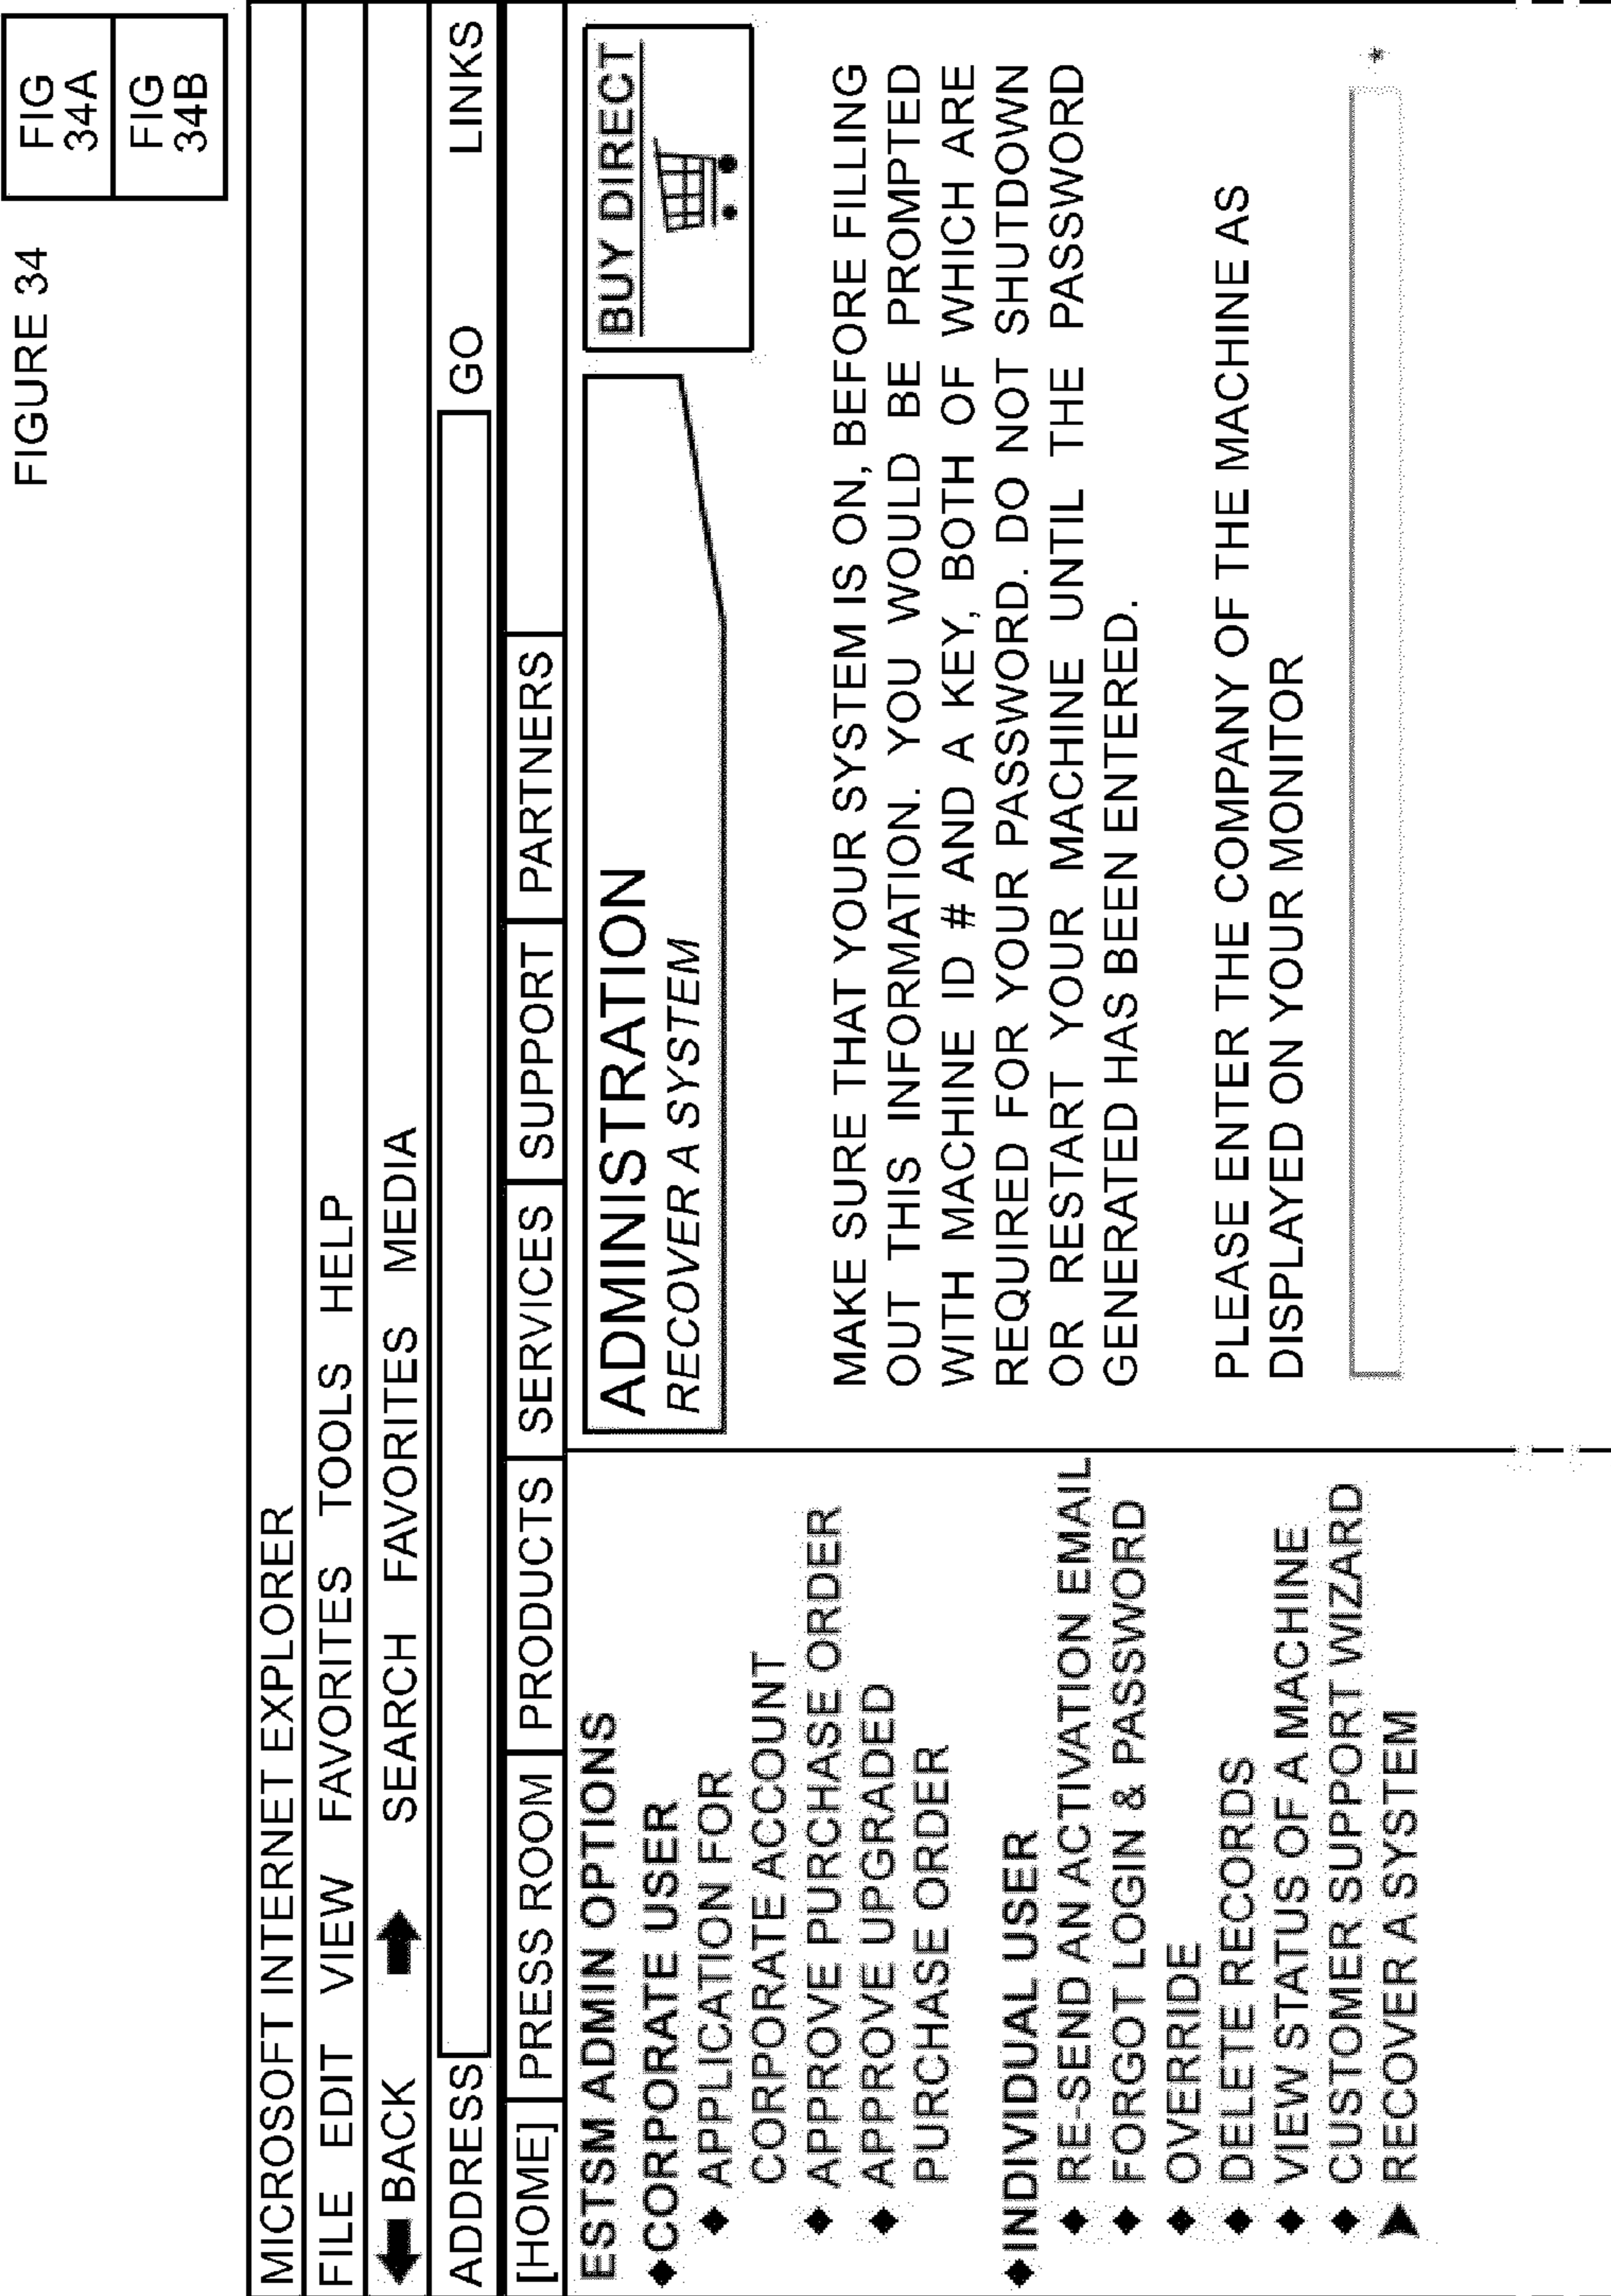 FIGURE 34
FIG
34A
FIG
34B
MICROSOFT INTERNET EXPLORER
FILE EDIT VIEW FAVORITES TOOLS HELP
BACK SEARCH FAVORITES MEDIA
ADDRESS GO LINKS
[HOME] PRESS ROOM PRODUCTS SERVICES SUPPORT PARTNERS
ESTSM ADMIN OPTIONS
◆CORPORATE USER
◆ APPLICATION FOR
CORPORATE ACCOUNT
◆ APPROVE PURCHASE ORDER
◆ APPROVE UPGRADED
PURCHASE ORDER
◆INDIVIDUAL USER
◆ RE-SEND AN ACTIVATION EMAIL
◆ FORGOT LOGIN & PASSWORD
◆ OVERRIDE
◆ DELETE RECORDS
◆ VIEW STATUS OF A MACHINE
◆ CUSTOMER SUPPORT WIZARD
➤ RECOVER A SYSTEM
ADMINISTRATION
RECOVER A SYSTEM
BUY DIRECT
MAKE SURE THAT YOUR SYSTEM IS ON, BEFORE FILLING
OUT THIS INFORMATION. YOU WOULD BE PROMPTED
WITH MACHINE ID # AND A KEY, BOTH OF WHICH ARE
REQUIRED FOR YOUR PASSWORD. DO NOT SHUTDOWN
OR RESTART YOUR MACHINE UNTIL THE PASSWORD
GENERATED HAS BEEN ENTERED.
PLEASE ENTER THE COMPANY OF THE MACHINE AS
DISPLAYED ON YOUR MONITOR
*